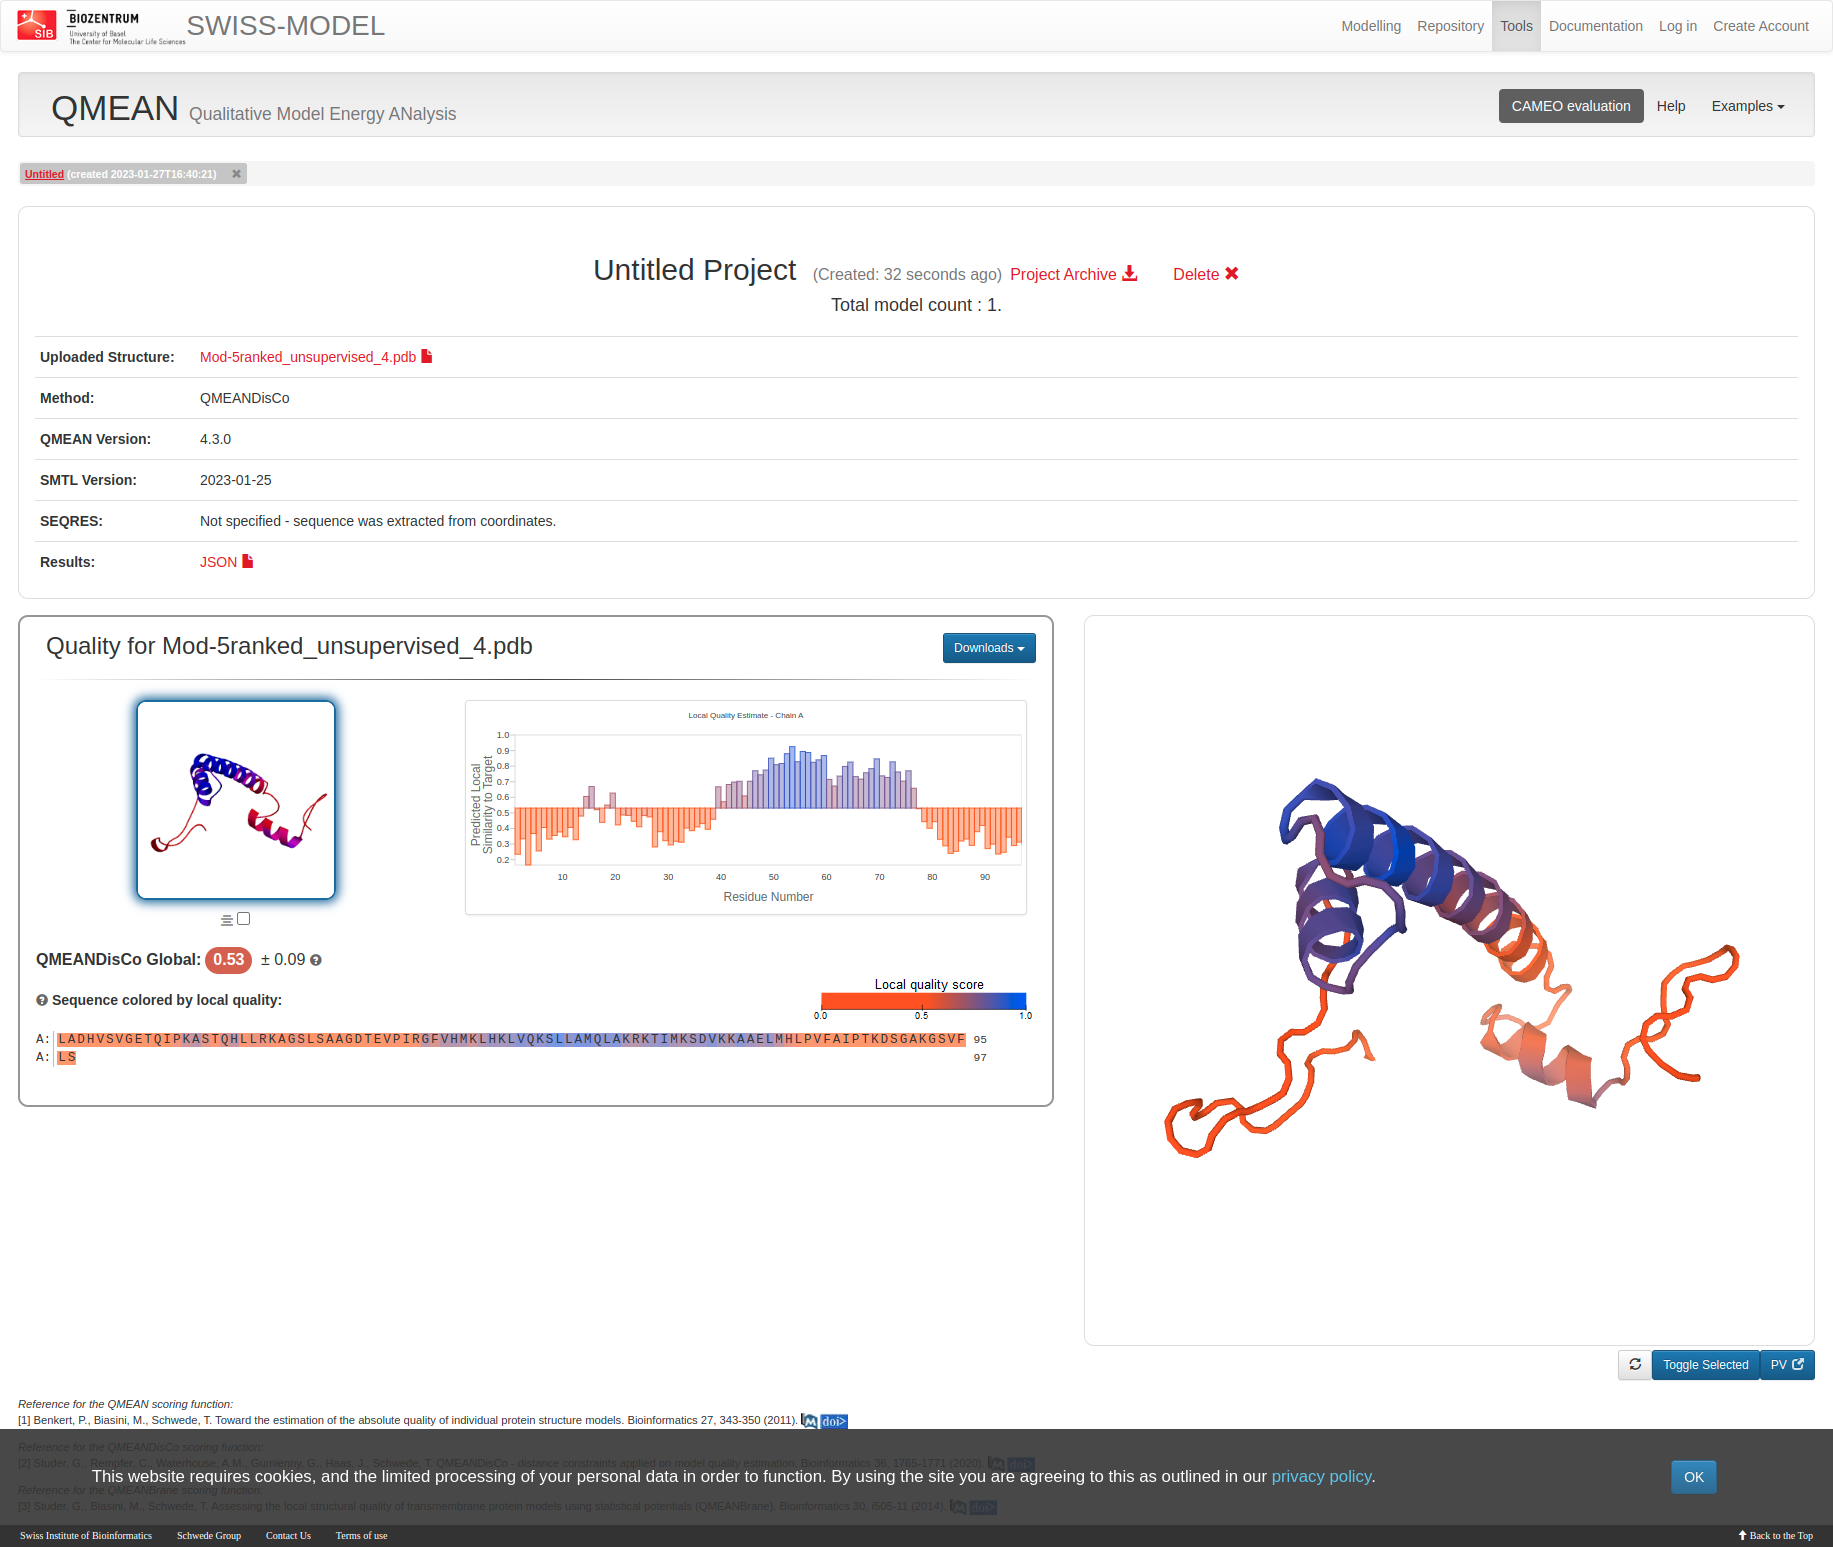 SIB
BIOZENTRUM
University of Basel
The Center for Molecular Life Sciences
SWISS-MODEL
Modelling Repository Tools Documentation Log in Create Account
QMEAN Qualitative Model Energy ANalysis
CAMEO evaluation Help Examples
Untitled (created 2023-01-27T16:40:21)
Untitled Project (Created: 32 seconds ago) Project Archive Delete
Total model count : 1.
Uploaded Structure: Mod-5ranked_unsupervised_4.pdb
Method: QMEANDisCo
QMEAN Version: 4.3.0
SMTL Version: 2023-01-25
SEQRES: Not specified - sequence was extracted from coordinates.
Results: JSON
Quality for Mod-5ranked_unsupervised_4.pdb
Downloads
Local Quality Estimate - Chain A
Predicted Local
Similarity to Target
1.0
0.9
0.8
0.7
0.6
0.5
0.4
0.3
0.2
10 20 30 40 50 60 70 80 90
Residue Number
QMEANDisCo Global: 0.53 ± 0.09
Sequence colored by local quality:
Local quality score
0.0 0.5 1.0
A: LADHVSVGETQIPKASTQHLLRKAGSLSAAGDTEVPIRGFVHMKLHKLVQKSLLAMQLAKRKTIMKSDVKKAAELMHLPVFAIPTKDSGAKGSVF 95
A: LS 97
Toggle Selected PV
Reference for the QMEAN scoring function:
[1] Benkert, P., Biasini, M., Schwede, T. Toward the estimation of the absolute quality of individual protein structure models. Bioinformatics 27, 343-350 (2011). doi>
Reference for the QMEANDisCo scoring function:
[2] Studer, G., Rempfer, C., Waterhouse, A.M., Gumienny, G., Haas, J., Schwede, T. QMEANDisCo - distance constraints applied on model quality estimation. Bioinformatics 36, 1765-1771 (2020). doi>
This website requires cookies, and the limited processing of your personal data in order to function. By using the site you are agreeing to this as outlined in our privacy policy.
OK
Reference for the QMEANBrane scoring function:
[3] Studer, G., Biasini, M., Schwede, T. Assessing the local structural quality of transmembrane protein models using statistical potentials (QMEANBrane). Bioinformatics 30, i505-11 (2014). doi>
Swiss Institute of Bioinformatics Schwede Group Contact Us Terms of use Back to the Top